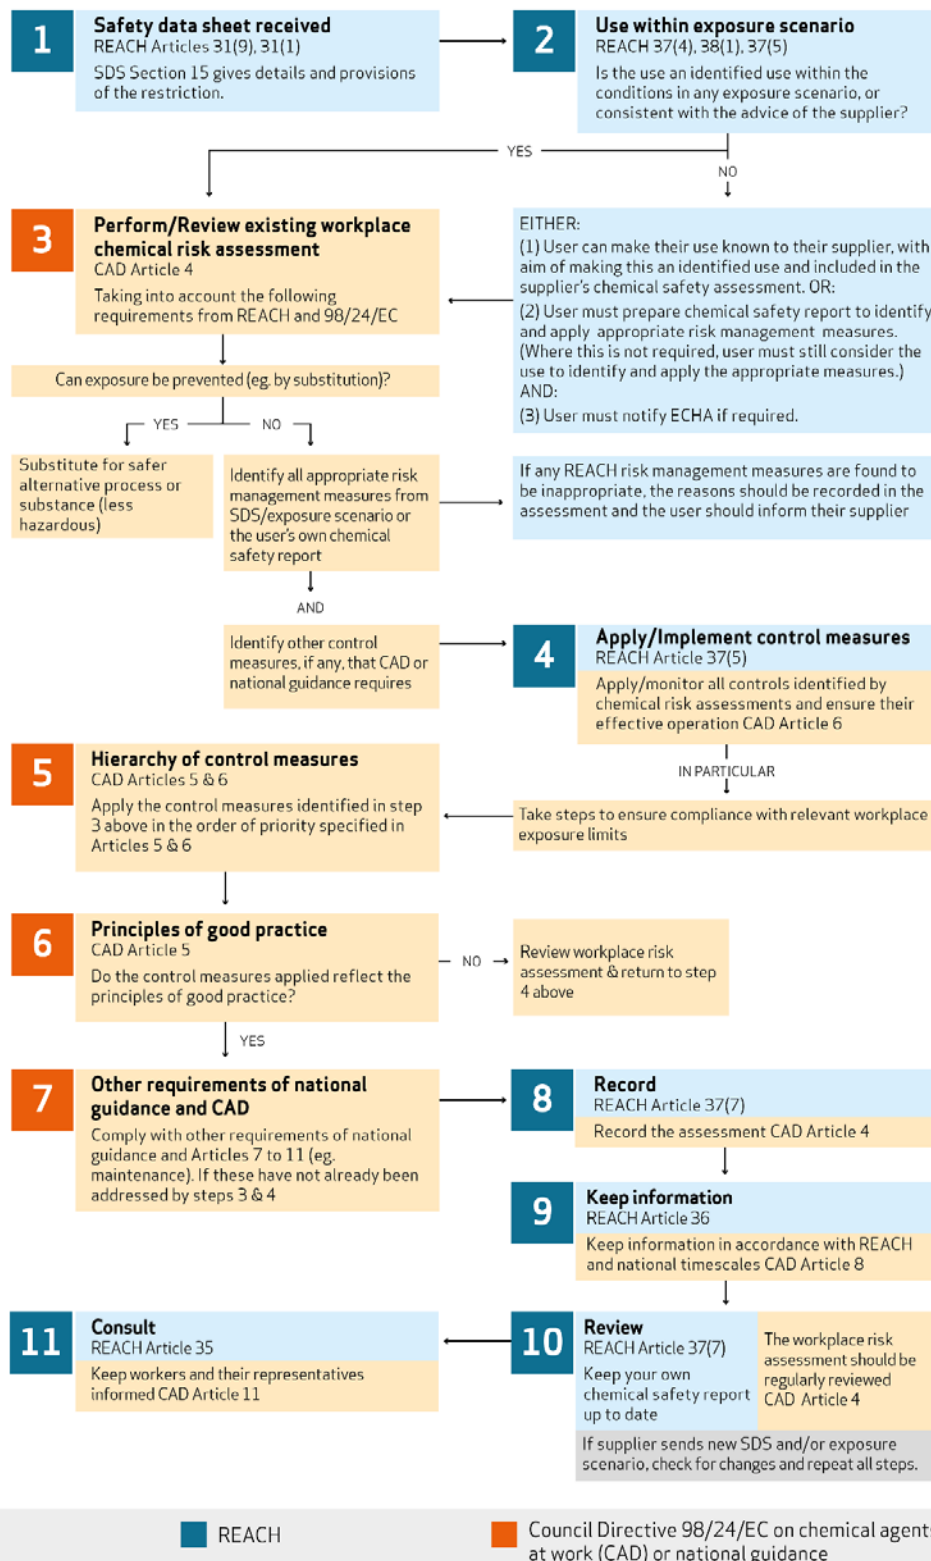 1
Safety data sheet received
REACH Articles 31(9), 31(1)
SDS Section 15 gives details and provisions
of the restriction.
2
Use within exposure scenario
REACH 37(4), 38(1), 37(5)
Is the use an identified use within the
conditions in any exposure scenario, or
consistent with the advice of the supplier?
YES
NO
3
Perform/Review existing workplace
chemical risk assessment
CAD Article 4
Taking into account the following
requirements from REACH and 98/24/EC
EITHER:
(1) User can make their use known to their supplier, with
aim of making this an identified use and included in the
supplier's chemical safety assessment. OR:
(2) User must prepare chemical safety report to identify
and apply appropriate risk management measures.
(Where this is not required, user must still consider the
use to identify and apply the appropriate measures.)
AND:
(3) User must notify ECHA if required.
Can exposure be prevented (eg. by substitution)?
YES
NO
Substitute for safer
alternative process or
substance (less
hazardous)
Identify all appropriate risk
management measures from
SDS/exposure scenario or
the user's own chemical
safety report
If any REACH risk management measures are found to
be inappropriate, the reasons should be recorded in the
assessment and the user should inform their supplier
AND
Identify other control
measures, if any, that CAD or
national guidance requires
4
Apply/Implement control measures
REACH Article 37(5)
Apply/monitor all controls identified by
chemical risk assessments and ensure their
effective operation CAD Article 6
IN PARTICULAR
Take steps to ensure compliance with relevant workplace
exposure limits
5
Hierarchy of control measures
CAD Articles 5 & 6
Apply the control measures identified in step
3 above in the order of priority specified in
Articles 5 & 6
6
Principles of good practice
CAD Article 5
Do the control measures applied reflect the
principles of good practice?
NO
Review workplace risk
assessment & return to step
4 above
YES
7
Other requirements of national
guidance and CAD
Comply with other requirements of national
guidance and Articles 7 to 11 (eg.
maintenance). If these have not already been
addressed by steps 3 & 4
8
Record
REACH Article 37(7)
Record the assessment CAD Article 4
9
Keep information
REACH Article 36
Keep information in accordance with REACH
and national timescales CAD Article 8
10
Review
REACH Article 37(7)
Keep your own
chemical safety report
up to date
The workplace risk
assessment should be
regularly reviewed
CAD Article 4
If supplier sends new SDS and/or exposure
scenario, check for changes and repeat all steps.
11
Consult
REACH Article 35
Keep workers and their representatives
informed CAD Article 11
REACH
Council Directive 98/24/EC on chemical agents
at work (CAD) or national guidance